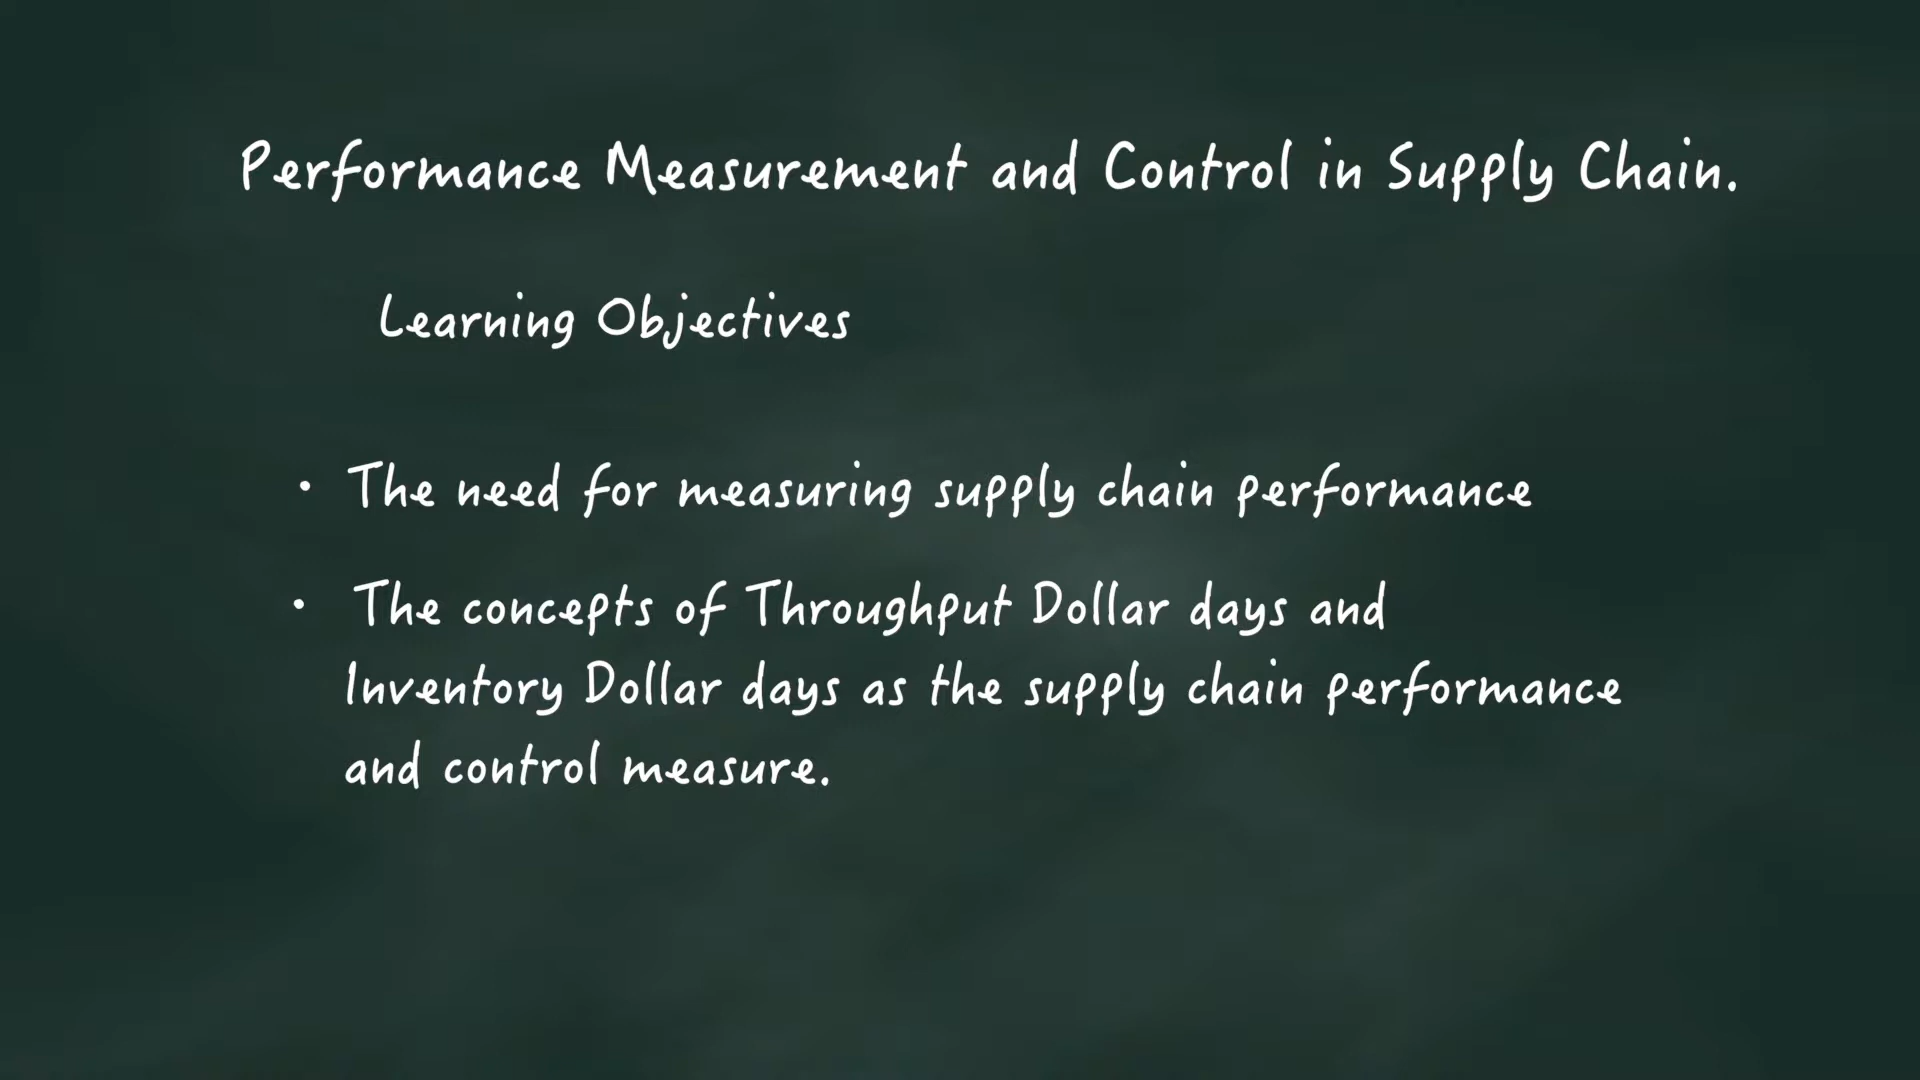 Performance Measurement and Control in Supply Chain.
Learning Objectives
• The need for measuring supply chain performance
• The concepts of Throughput Dollar days and
Inventory Dollar days as the supply chain performance
and control measure.